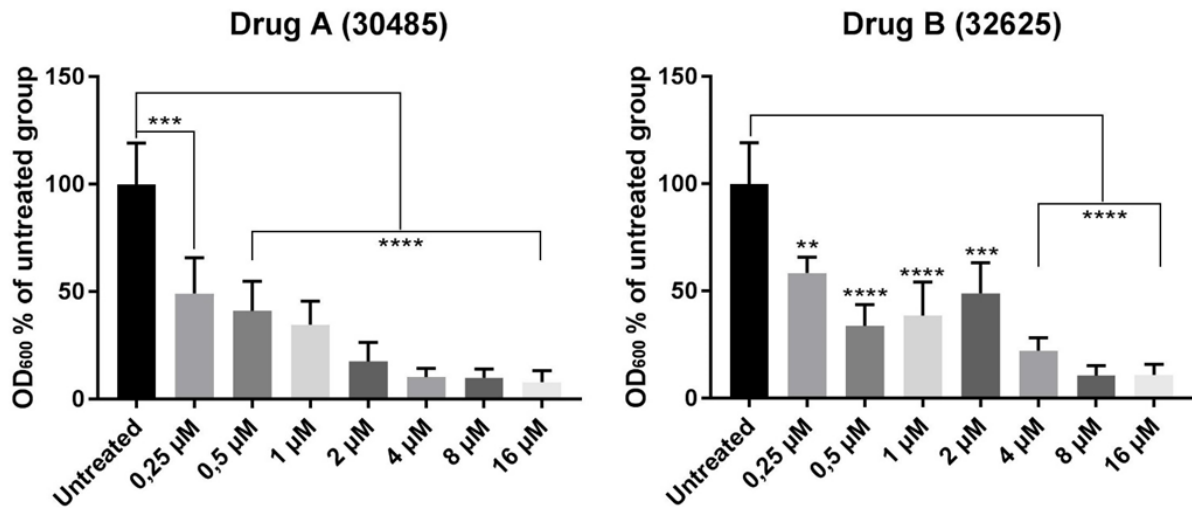 Drug A (30485)
OD₆₀₀ % of untreated group
150
100
50
0
***
****
Untreated
0,25 µM
0,5 µM
1 µM
2 µM
4 µM
8 µM
16 µM
Drug B (32625)
OD₆₀₀ % of untreated group
150
100
50
0
**
****
****
***
****
Untreated
0,25 µM
0,5 µM
1 µM
2 µM
4 µM
8 µM
16 µM